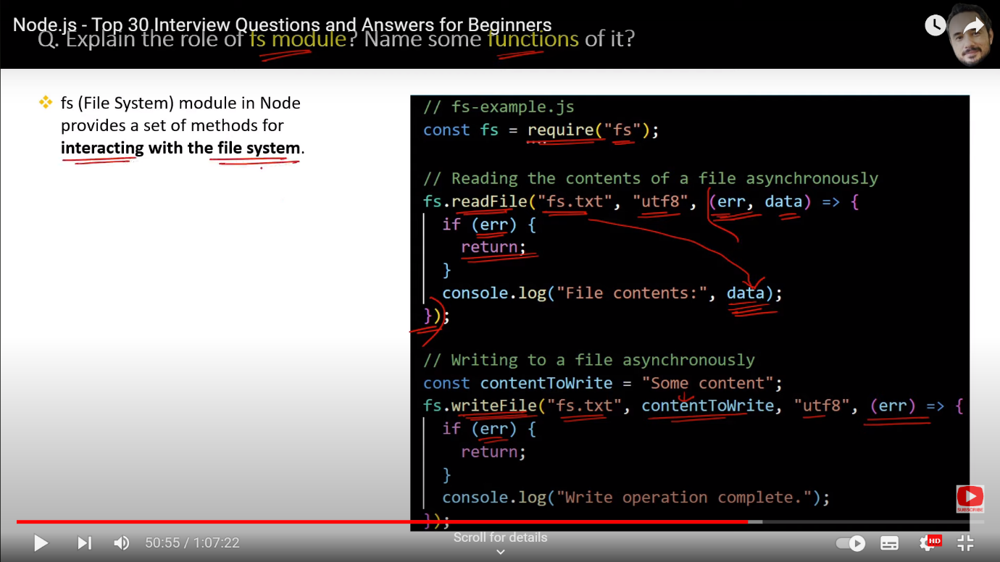 Node.js - Top 30 Interview Questions and Answers for Beginners
Q. Explain the role of fs module? Name some functions of it?
fs (File System) module in Node
provides a set of methods for
interacting with the file system.
// fs-example.js
const fs = require("fs");
// Reading the contents of a file asynchronously
fs.readFile("fs.txt", "utf8", (err, data) => {
if (err) {
return;
}
console.log("File contents:", data);
});
// Writing to a file asynchronously
const contentToWrite = "Some content";
fs.writeFile("fs.txt", contentToWrite, "utf8", (err) => {
if (err) {
return;
}
console.log("Write operation complete.");
});
SUBSCRIBE
50:55 / 1:07:22
Scroll for details
HD